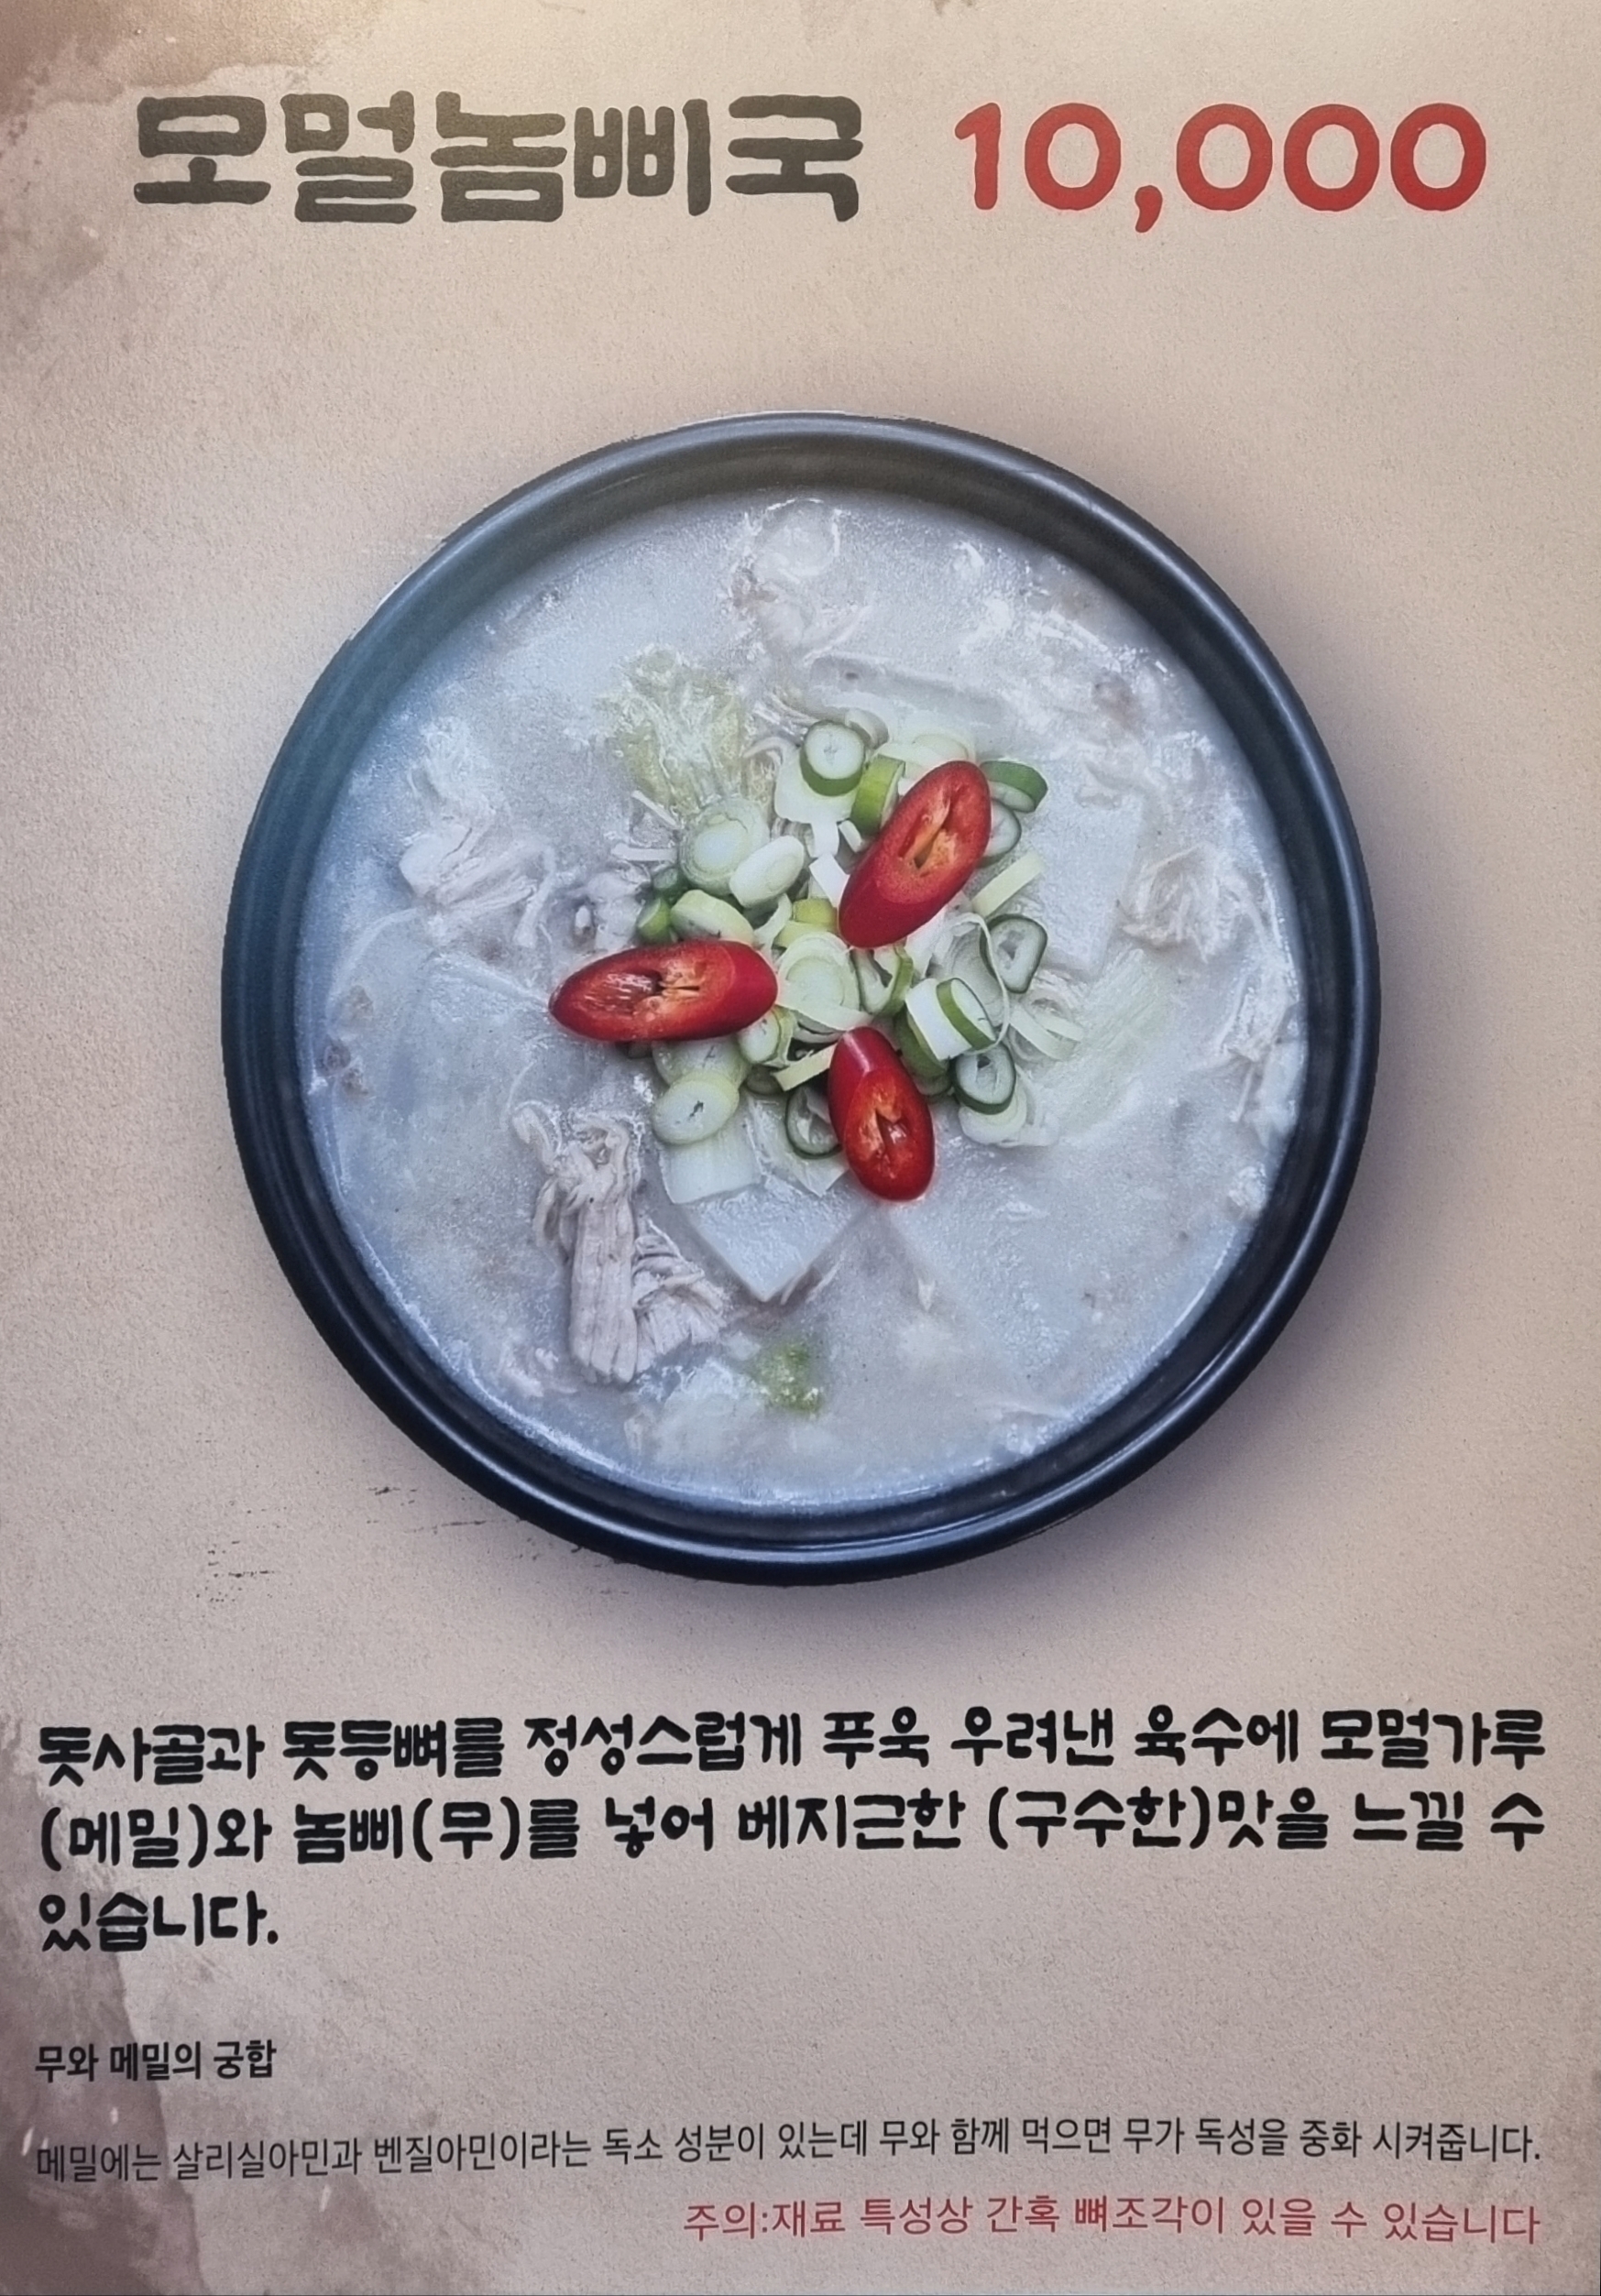 모멀놈삐국 10,000
돗사골과 돗등뼈를 정성스럽게 푸욱 우려낸 육수에 모멀가루
(메밀)와 놈삐(무)를 넣어 베지근한 (구수한)맛을 느낄 수
있습니다.
무와 메밀의 궁합
메밀에는 살리실아민과 벤질아민이라는 독소 성분이 있는데 무와 함께 먹으면 무가 독성을 중화 시켜줍니다.
주의:재료 특성상 간혹 뼈조각이 있을 수 있습니다